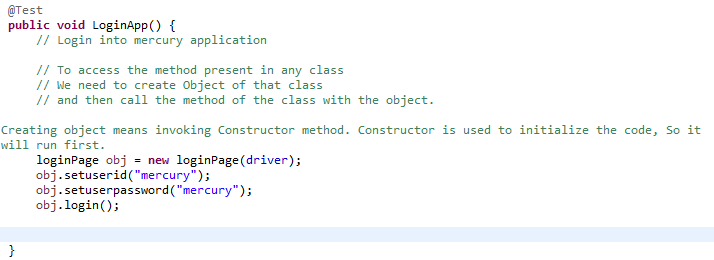 @Test
public void LoginApp() {
// Login into mercury application
// To access the method present in any class
// We need to create Object of that class
// and then call the method of the class with the object.
Creating object means invoking Constructor method. Constructor is used to initialize the code, So it
will run first.
loginPage obj = new loginPage(driver);
obj.setuserid("mercury");
obj.setuserpassword("mercury");
obj.login();
}